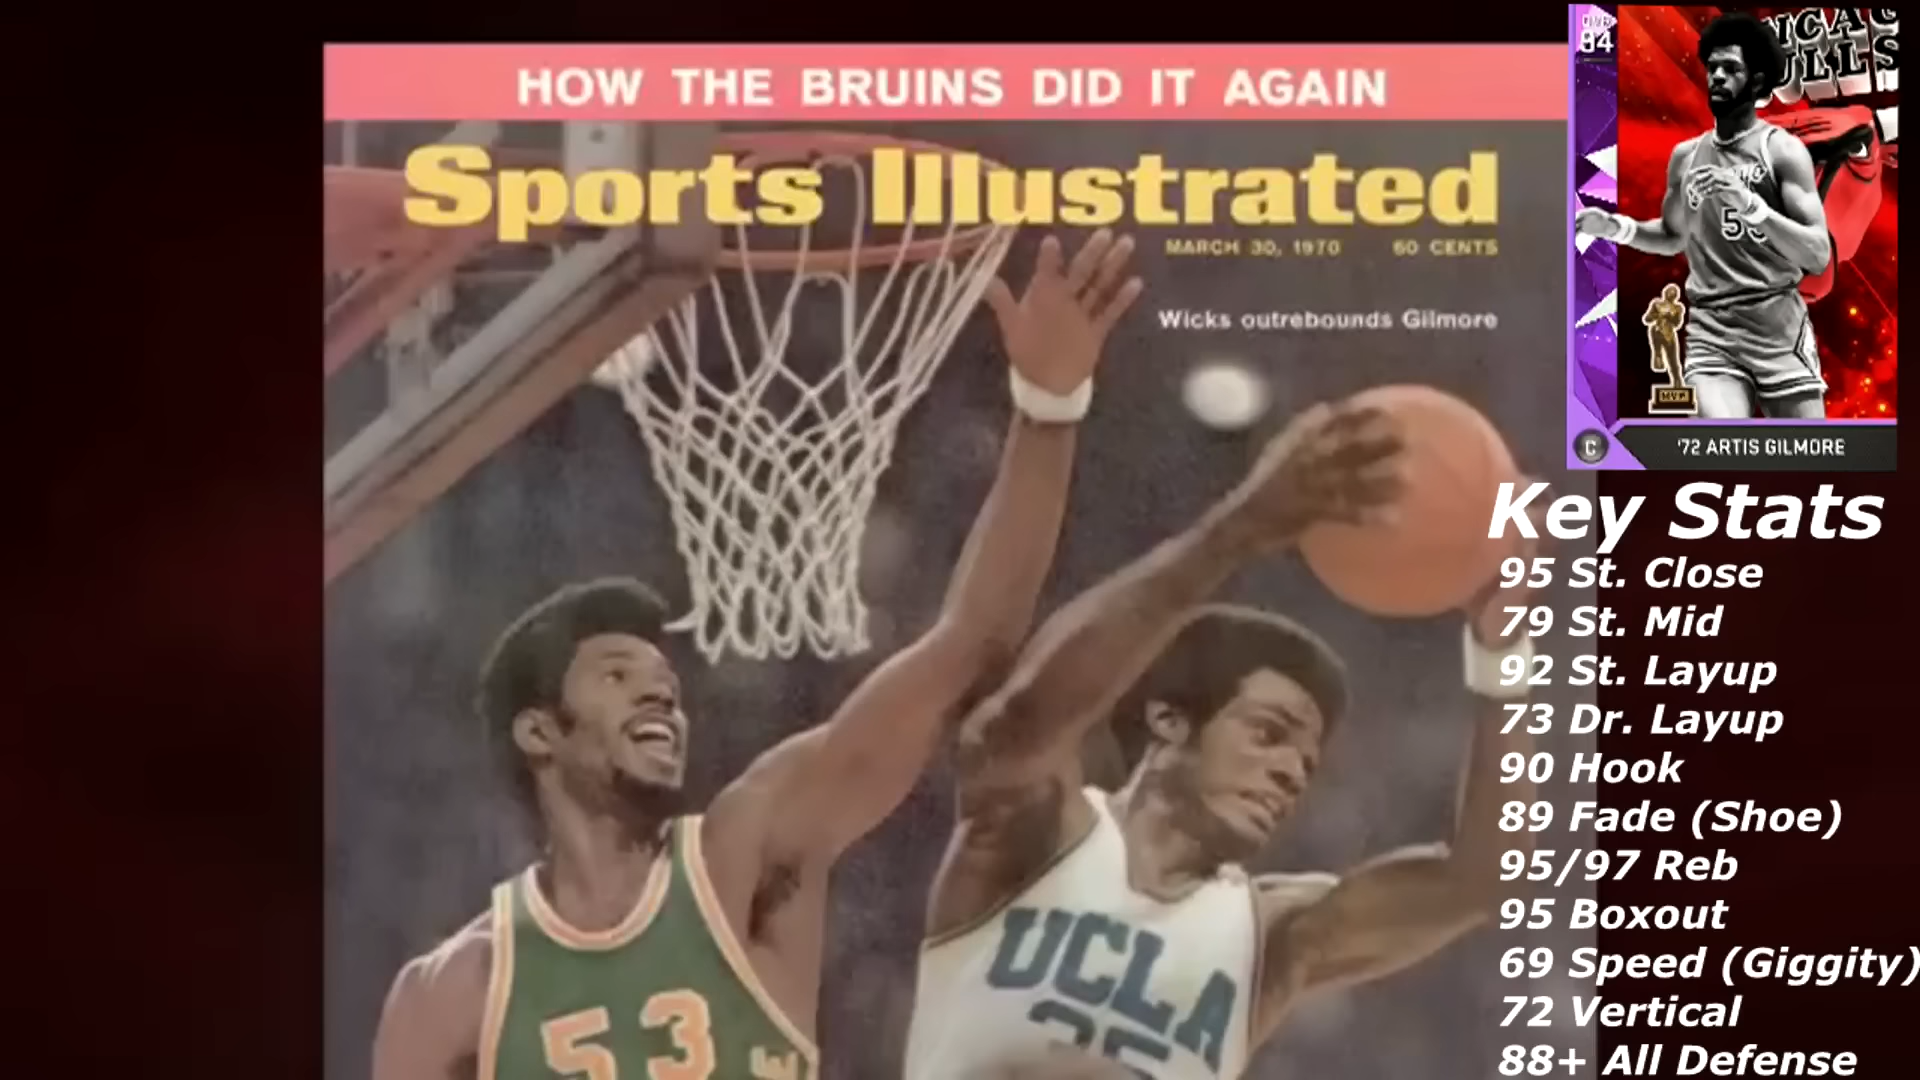 HOW THE BRUINS DID IT AGAIN
Sports Illustrated
MARCH 30, 1970 60 CENTS
Wicks outrebounds Gilmore
53
UCLA
35
94
MVP
C
'72 ARTIS GILMORE
Key Stats
95 St. Close
79 St. Mid
92 St. Layup
73 Dr. Layup
90 Hook
89 Fade (Shoe)
95/97 Reb
95 Boxout
69 Speed (Giggity)
72 Vertical
88+ All Defense